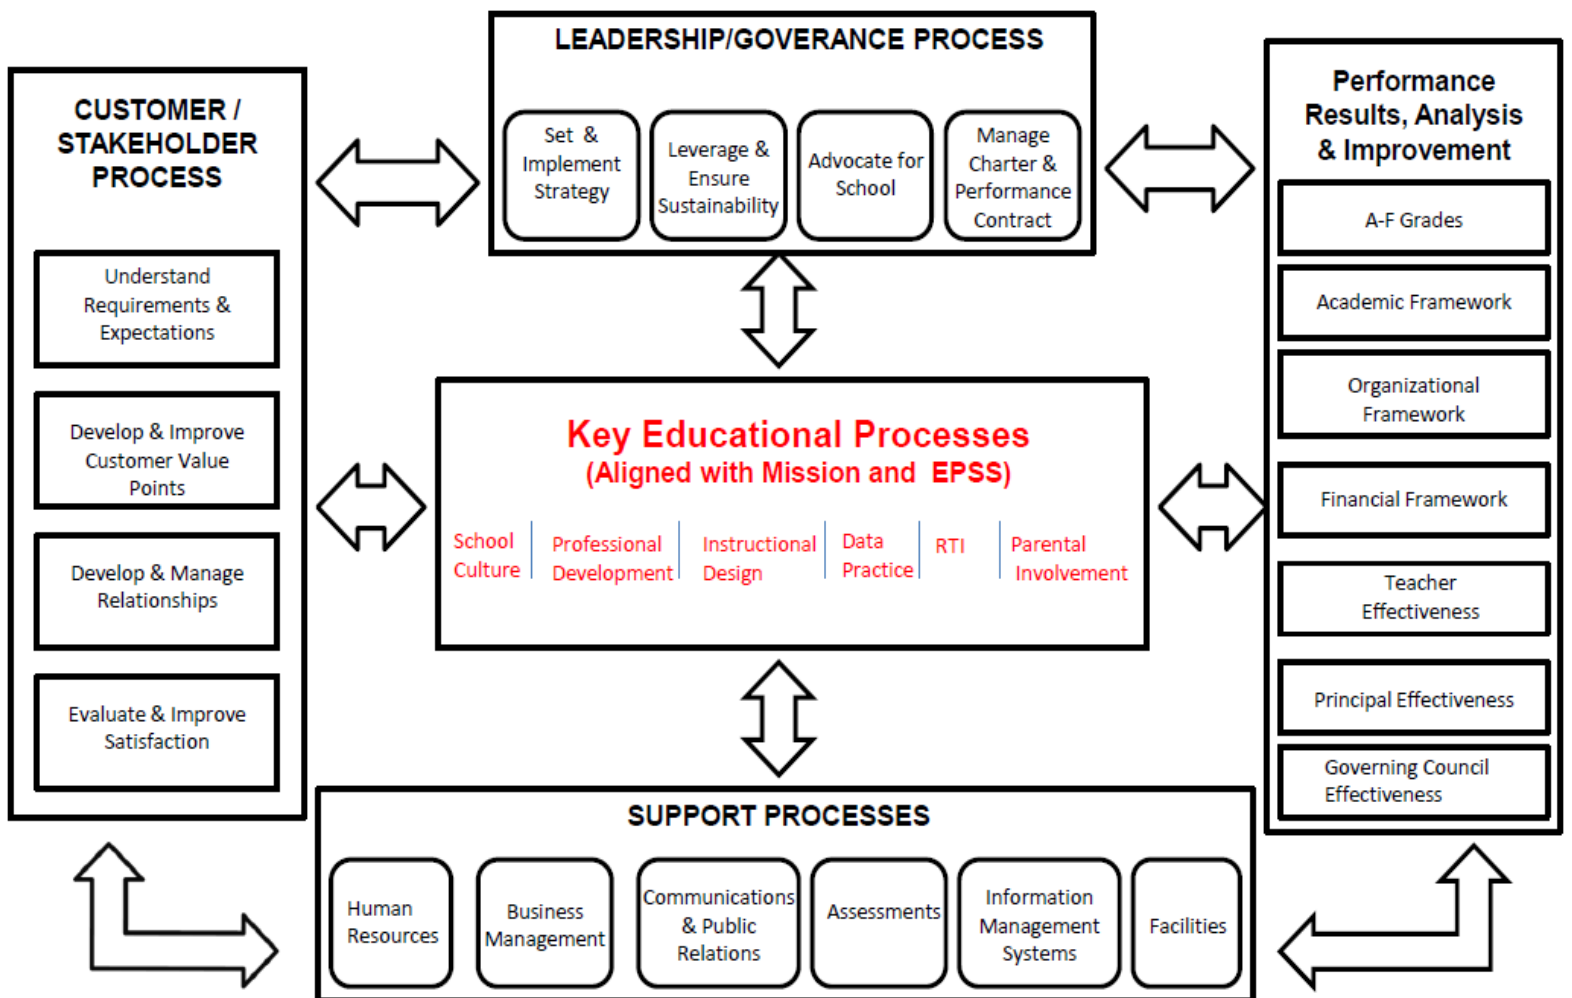 LEADERSHIP/GOVERANCE PROCESS
Set &
Implement
Strategy
Leverage &
Ensure
Sustainability
Advocate for
School
Manage
Charter &
Performance
Contract
CUSTOMER /
STAKEHOLDER
PROCESS
Understand
Requirements &
Expectations
Develop & Improve
Customer Value
Points
Develop & Manage
Relationships
Evaluate & Improve
Satisfaction
Key Educational Processes
(Aligned with Mission and EPSS)
School
Culture
Professional
Development
Instructional
Design
Data
Practice
RTI
Parental
Involvement
Performance
Results, Analysis
& Improvement
A-F Grades
Academic Framework
Organizational
Framework
Financial Framework
Teacher
Effectiveness
Principal Effectiveness
Governing Council
Effectiveness
SUPPORT PROCESSES
Human
Resources
Business
Management
Communications
& Public
Relations
Assessments
Information
Management
Systems
Facilities